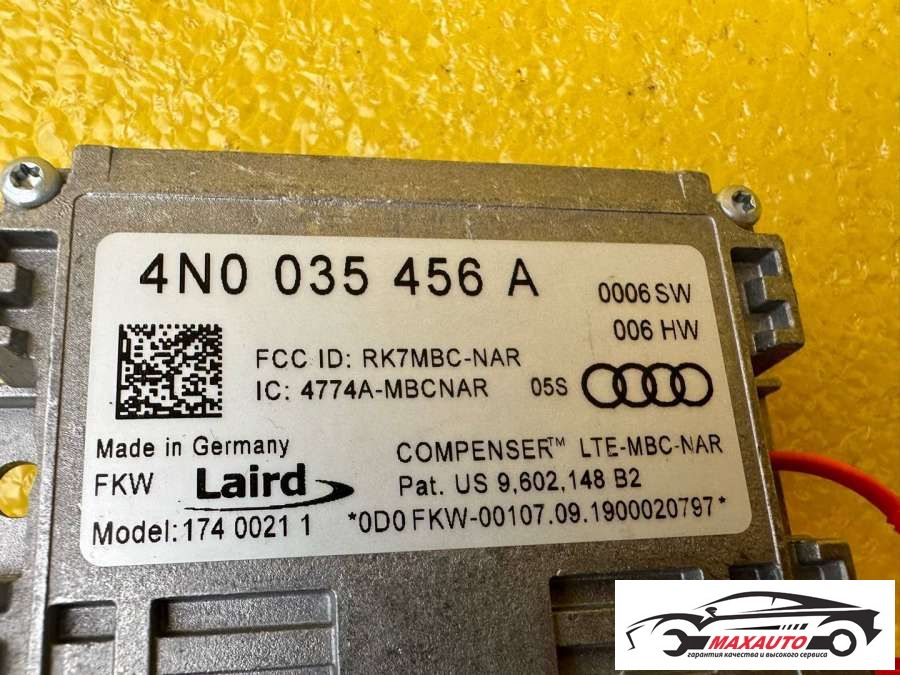 4N0 035 456 A
0006 SW
006 HW
FCC ID: RK7MBC-NAR
IC: 4774A-MBCNAR
05S
Made in Germany
COMPENSER™ LTE-MBC-NAR
FKW Laird
Pat. US 9,602,148 B2
Model:174 0021 1
*0D0 FKW-00107.09.1900020797*
MAXAUTO
гарантия качества и высокого сервиса